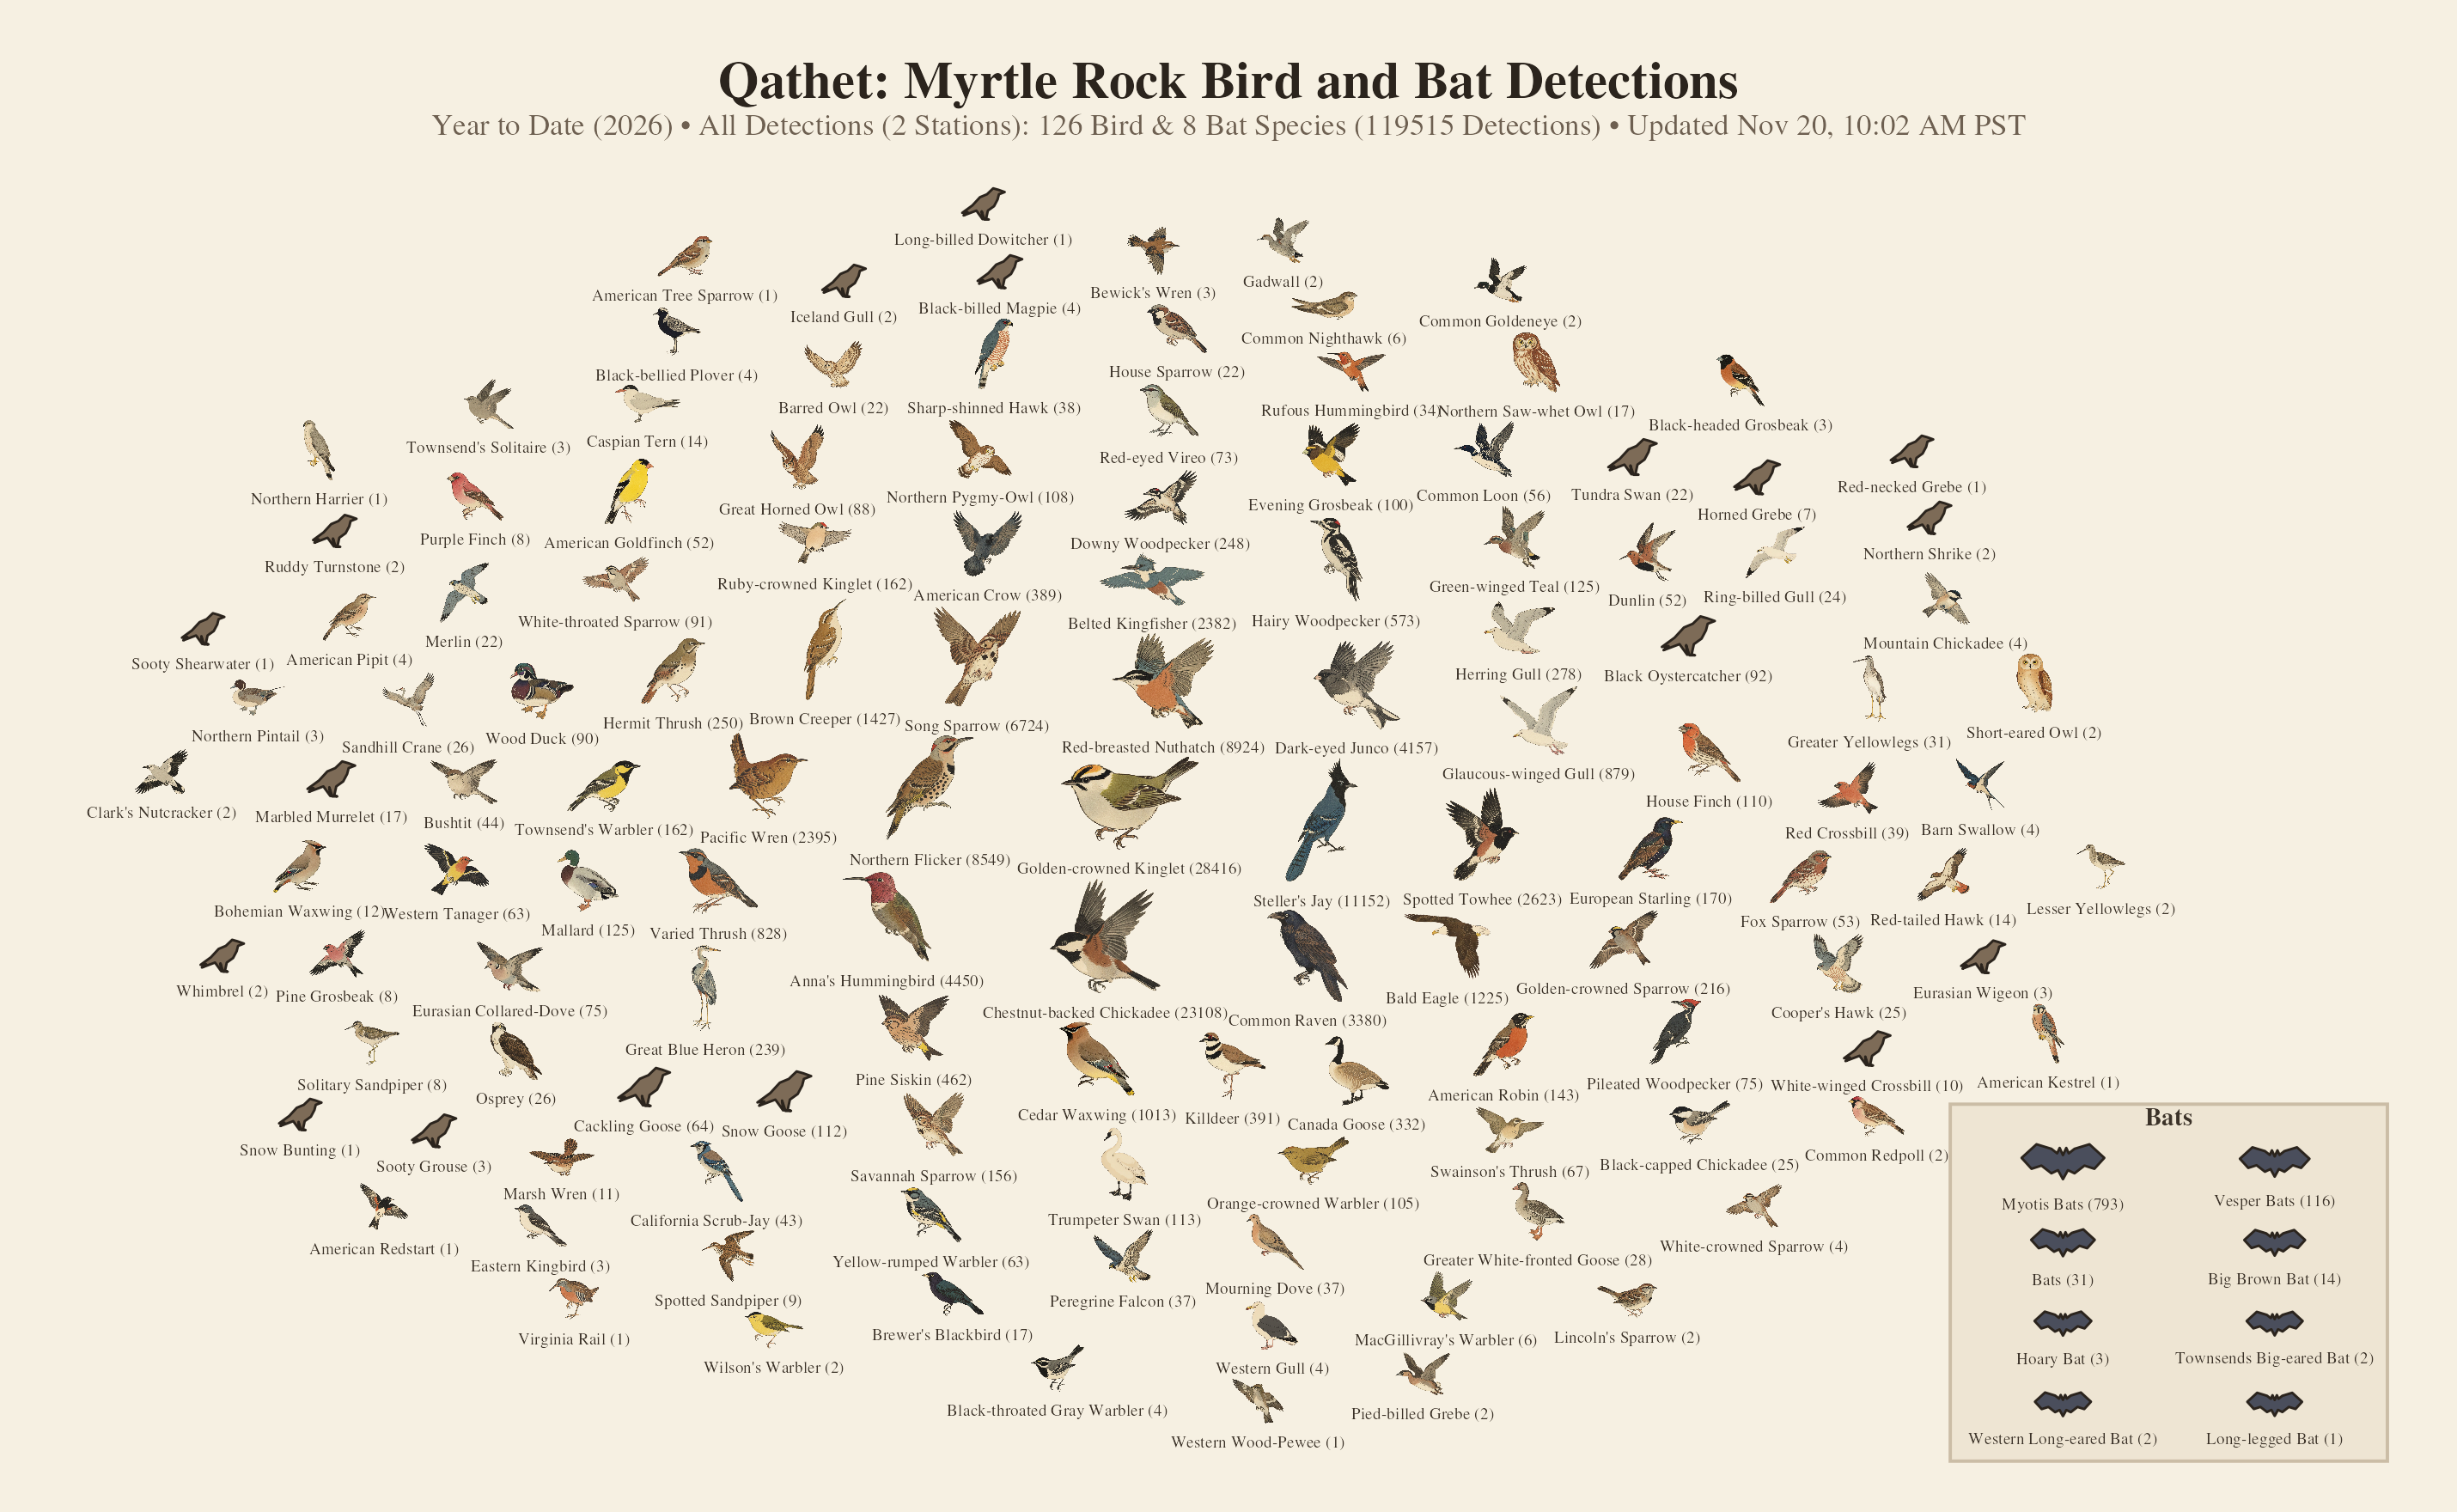 Qathet: Myrtle Rock Bird and Bat Detections
Year to Date (2026) • All Detections (2 Stations): 126 Bird & 8 Bat Species (119515 Detections) • Updated Nov 20, 10:02 AM PST
Long-billed Dowitcher (1)
Gadwall (2)
American Tree Sparrow (1)
Bewick's Wren (3)
Black-billed Magpie (4)
Iceland Gull (2)
Common Goldeneye (2)
Common Nighthawk (6)
House Sparrow (22)
Black-bellied Plover (4)
Barred Owl (22)
Sharp-shinned Hawk (38)
Rufous Hummingbird (34)
Northern Saw-whet Owl (17)
Black-headed Grosbeak (3)
Caspian Tern (14)
Townsend's Solitaire (3)
Red-eyed Vireo (73)
Red-necked Grebe (1)
Tundra Swan (22)
Common Loon (56)
Northern Pygmy-Owl (108)
Northern Harrier (1)
Evening Grosbeak (100)
Great Horned Owl (88)
Horned Grebe (7)
Purple Finch (8)
American Goldfinch (52)
Downy Woodpecker (248)
Northern Shrike (2)
Ruddy Turnstone (2)
Ruby-crowned Kinglet (162)
Green-winged Teal (125)
American Crow (389)
Ring-billed Gull (24)
Dunlin (52)
White-throated Sparrow (91)
Hairy Woodpecker (573)
Belted Kingfisher (2382)
Merlin (22)
Mountain Chickadee (4)
American Pipit (4)
Sooty Shearwater (1)
Herring Gull (278)
Black Oystercatcher (92)
Brown Creeper (1427)
Hermit Thrush (250)
Song Sparrow (6724)
Short-eared Owl (2)
Northern Pintail (3)
Wood Duck (90)
Greater Yellowlegs (31)
Sandhill Crane (26)
Red-breasted Nuthatch (8924)
Dark-eyed Junco (4157)
Glaucous-winged Gull (879)
House Finch (110)
Clark's Nutcracker (2)
Marbled Murrelet (17)
Bushtit (44)
Townsend's Warbler (162)
Barn Swallow (4)
Red Crossbill (39)
Pacific Wren (2395)
Northern Flicker (8549)
Golden-crowned Kinglet (28416)
Spotted Towhee (2623)
European Starling (170)
Steller's Jay (11152)
Lesser Yellowlegs (2)
Bohemian Waxwing (12)
Western Tanager (63)
Red-tailed Hawk (14)
Fox Sparrow (53)
Mallard (125)
Varied Thrush (828)
Anna's Hummingbird (4450)
Golden-crowned Sparrow (216)
Whimbrel (2)
Eurasian Wigeon (3)
Pine Grosbeak (8)
Bald Eagle (1225)
Eurasian Collared-Dove (75)
Chestnut-backed Chickadee (23108)
Cooper's Hawk (25)
Common Raven (3380)
Great Blue Heron (239)
Pine Siskin (462)
American Kestrel (1)
Pileated Woodpecker (75)
Solitary Sandpiper (8)
White-winged Crossbill (10)
American Robin (143)
Osprey (26)
Cedar Waxwing (1013)
Killdeer (391)
Canada Goose (332)
Cackling Goose (64)
Snow Goose (112)
Snow Bunting (1)
Common Redpoll (2)
Black-capped Chickadee (25)
Sooty Grouse (3)
Swainson's Thrush (67)
Savannah Sparrow (156)
Marsh Wren (11)
Orange-crowned Warbler (105)
Trumpeter Swan (113)
California Scrub-Jay (43)
White-crowned Sparrow (4)
American Redstart (1)
Greater White-fronted Goose (28)
Yellow-rumped Warbler (63)
Eastern Kingbird (3)
Mourning Dove (37)
Spotted Sandpiper (9)
Peregrine Falcon (37)
Brewer's Blackbird (17)
Lincoln's Sparrow (2)
Virginia Rail (1)
MacGillivray's Warbler (6)
Wilson's Warbler (2)
Western Gull (4)
Black-throated Gray Warbler (4)
Pied-billed Grebe (2)
Western Wood-Pewee (1)
Bats
Myotis Bats (793)
Vesper Bats (116)
Bats (31)
Big Brown Bat (14)
Hoary Bat (3)
Townsends Big-eared Bat (2)
Western Long-eared Bat (2)
Long-legged Bat (1)